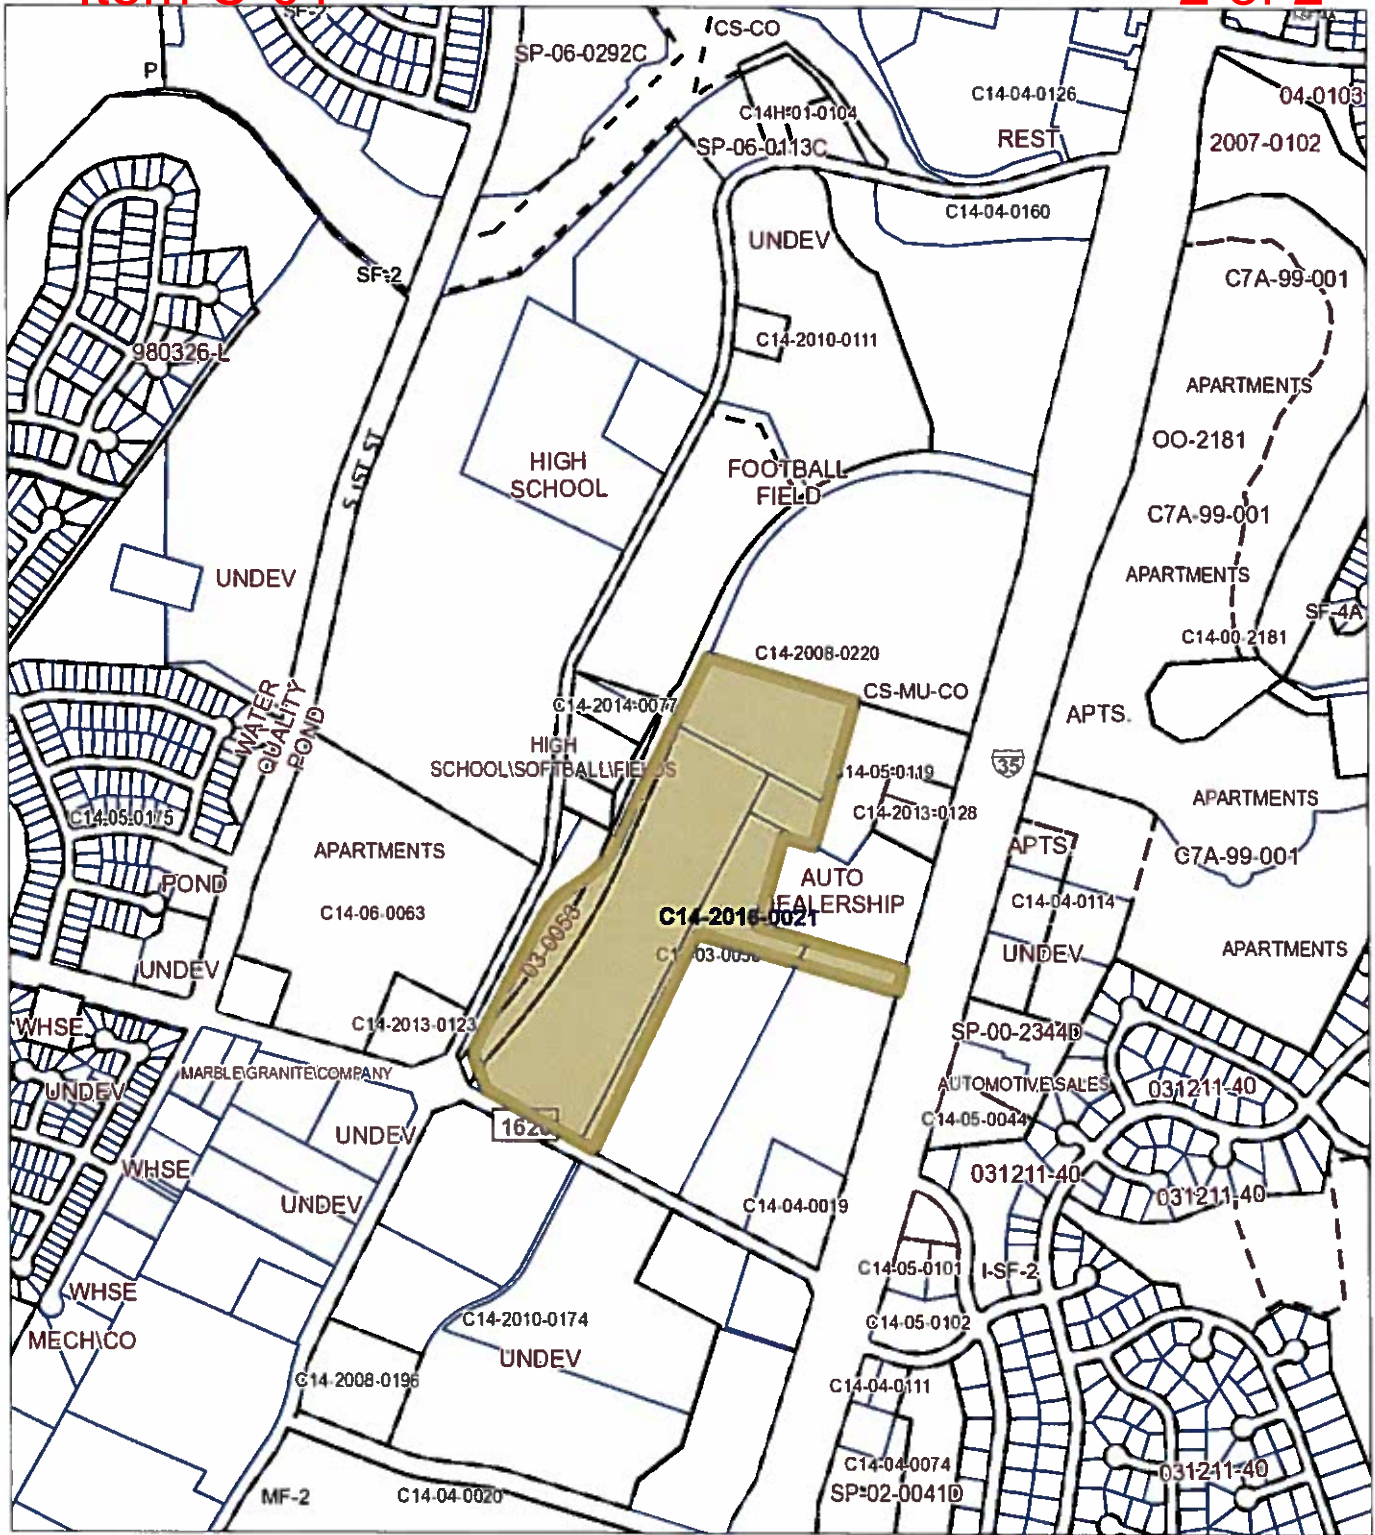 SF-2
CS-CO
SP-06-0292C
P
C14-04-0126
04-0103
C14H-01-0104
REST
2007-0102
SP-06-0113C
C14-04-0160
UNDEV
SF-2
C7A-99-001
C14-2010-0111
980326-L
APARTMENTS
OO-2181
S 1ST ST
HIGH
SCHOOL
FOOTBALL
FIELD
C7A-99-001
UNDEV
APARTMENTS
SF-4A
C14-00-2181
C14-2008-0220
CS-MU-CO
C14-2014-0077
APTS.
WATER
QUALITY
POND
HIGH
SCHOOL\SOFTBALL\FIELDS
35
14-05-0119
APARTMENTS
C14-2013-0128
C14-05-0175
APARTMENTS
APTS.
C7A-99-001
POND
AUTO
DEALERSHIP
C14-06-0063
C14-2016-0021
C14-04-0114
03-0050
UNDEV
APARTMENTS
UNDEV
WHSE
C14-2013-0123
SP-00-2344D
MARBLE\GRANITE\COMPANY
UNDEV
AUTOMOTIVE\SALES
031211-40
C14-05-0044
UNDEV
WHSE
031211-40
031211-40
UNDEV
C14-04-0019
C14-05-0101
I-SF-2
WHSE
C14-2010-0174
C14-05-0102
MECH\CO
UNDEV
C14-2008-0196
C14-04-0111
C14-04-0074
031211-40
MF-2
C14-04-0020
SP-02-0041D